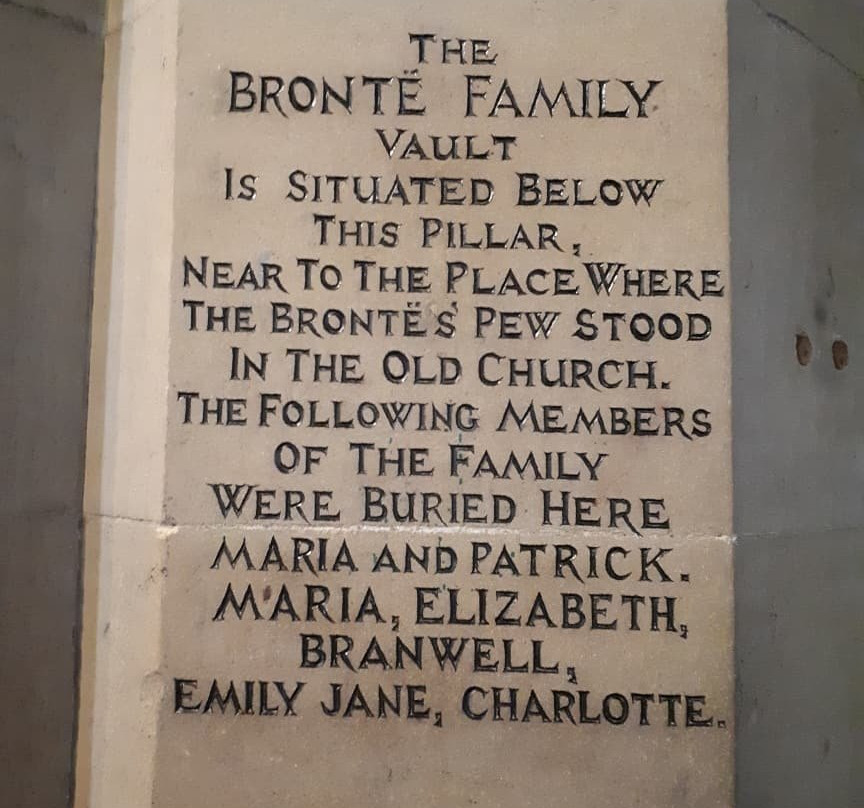 THE
BRONTË FAMILY
VAULT
IS SITUATED BELOW
THIS PILLAR,
NEAR TO THE PLACE WHERE
THE BRONTËS' PEW STOOD
IN THE OLD CHURCH.
THE FOLLOWING MEMBERS
OF THE FAMILY
WERE BURIED HERE
MARIA AND PATRICK.
MARIA, ELIZABETH,
BRANWELL,
EMILY JANE, CHARLOTTE.